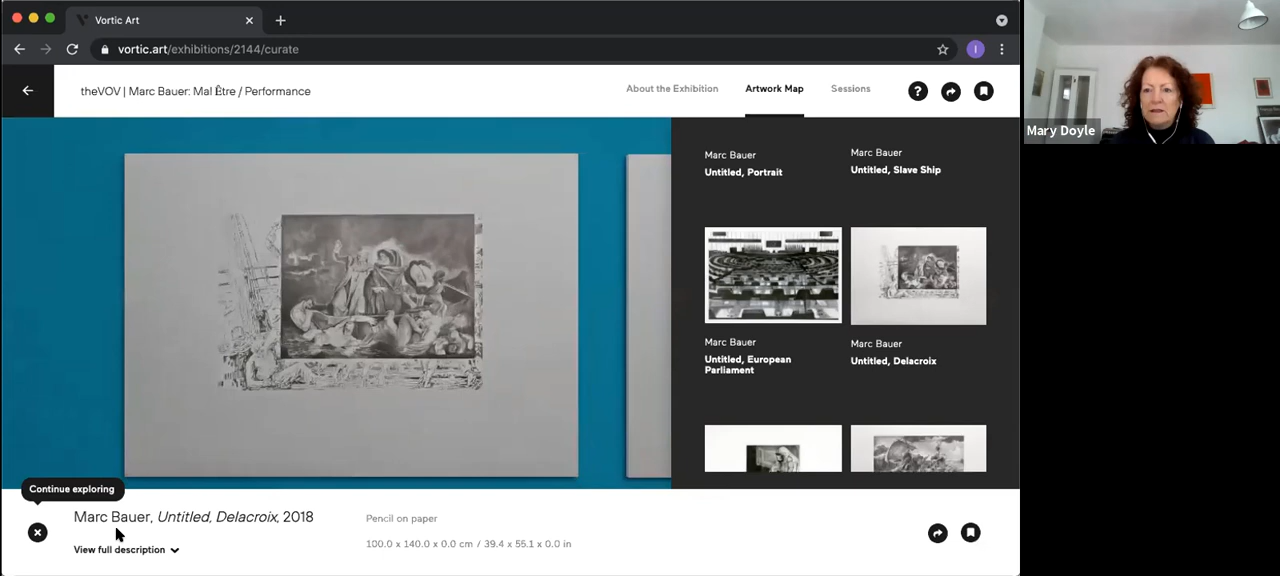 Vortic Art
vortic.art/exhibitions/2144/curate
I
theVOV | Marc Bauer: Mal Être / Performance
About the Exhibition
Artwork Map
Sessions
?
Mary Doyle
Marc Bauer
Untitled, Portrait
Marc Bauer
Untitled, Slave Ship
Marc Bauer
Untitled, European
Parliament
Marc Bauer
Untitled, Delacroix
Continue exploring
Marc Bauer, Untitled, Delacroix, 2018
View full description
Pencil on paper
100.0 x 140.0 x 0.0 cm / 39.4 x 55.1 x 0.0 in